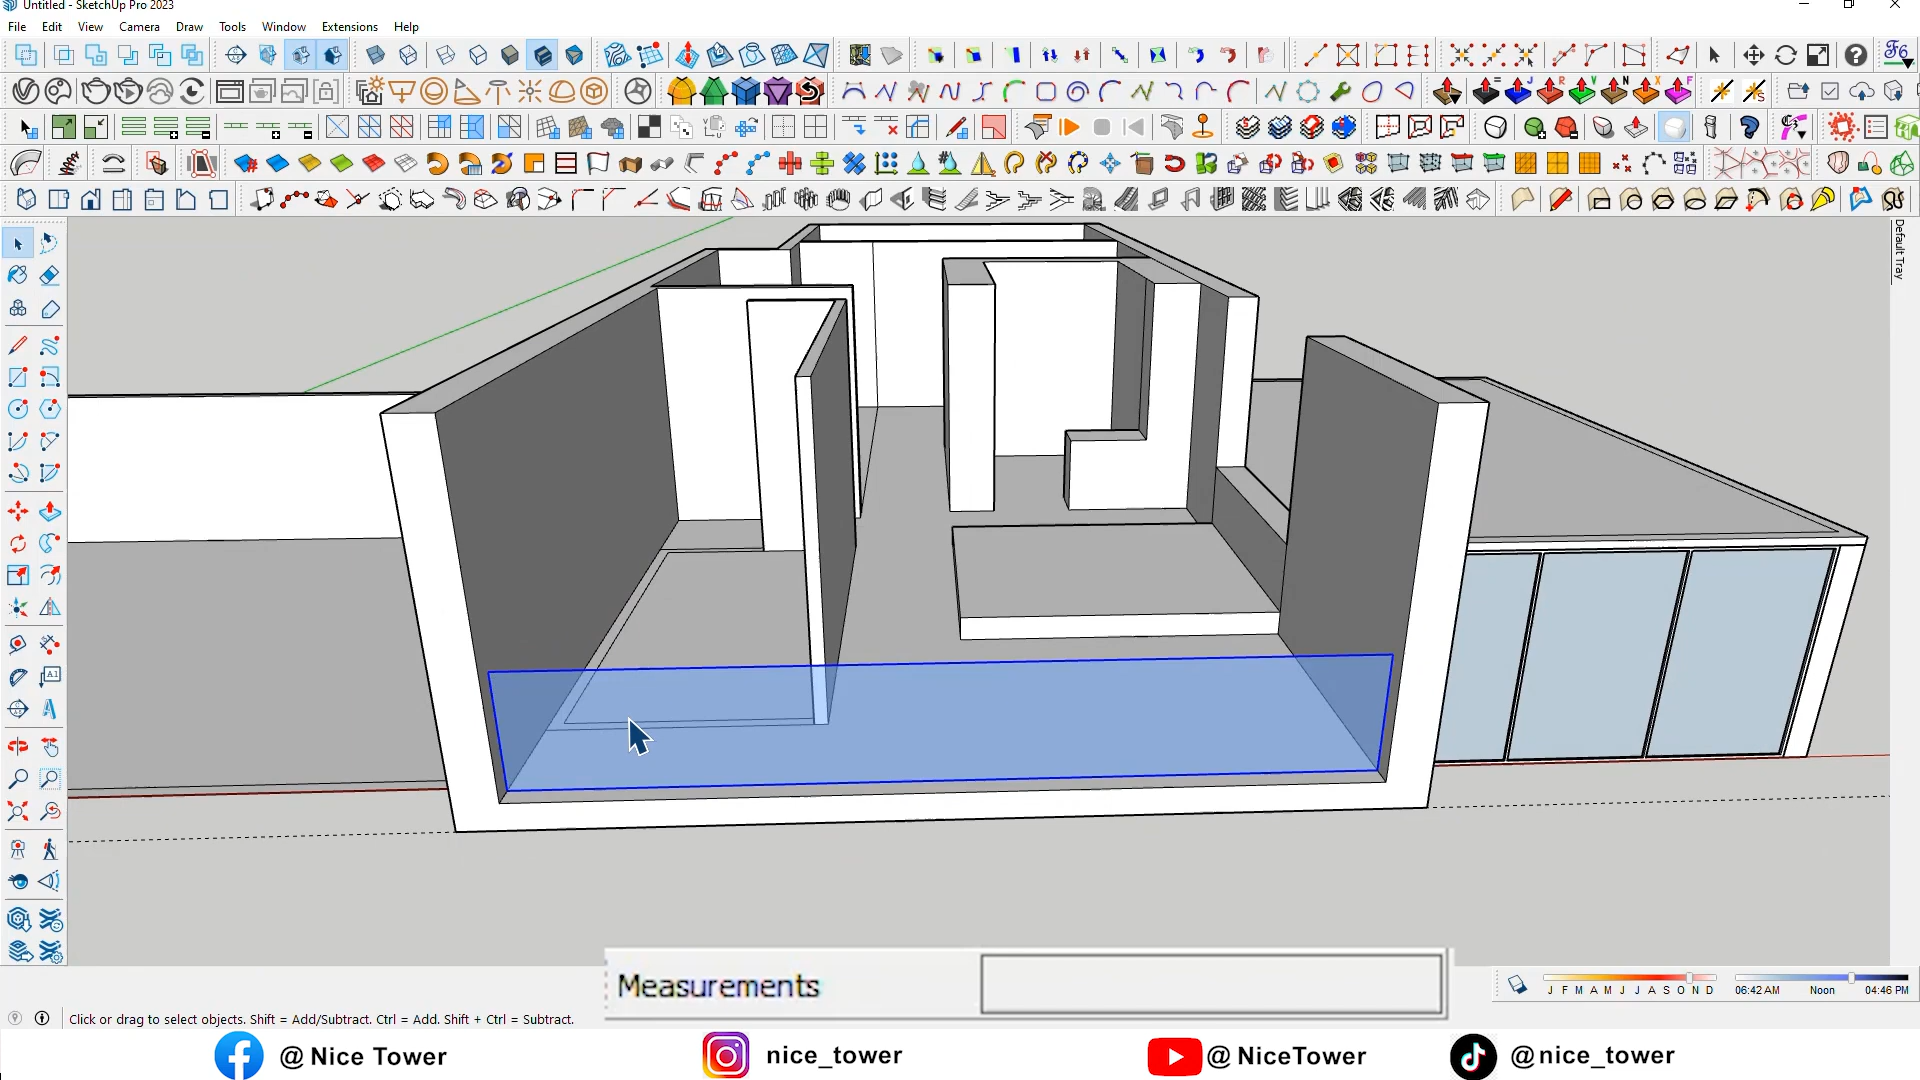 Untitled - SketchUp Pro 2023
File Edit View Camera Draw Tools Window Extensions Help
Default Tray
Measurements
J F M A M J J A S O N D
06:42 AM Noon 04:46 PM
Click or drag to select objects. Shift = Add/Subtract. Ctrl = Add. Shift + Ctrl = Subtract.
@ Nice Tower
nice_tower
@ NiceTower
@nice_tower